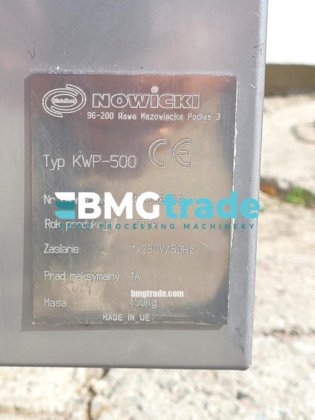 NOWICKI
96-200 Rawa Mazowiecka Podlas 3
Typ KWP-500 CE
BMGtrade
PROCESSING MACHINERY
Rok
Zasilanie 1x230V/50Hz
Prąd maksymalny 1A
bmgtrade.com
Masa 450Kg
MADE IN UE